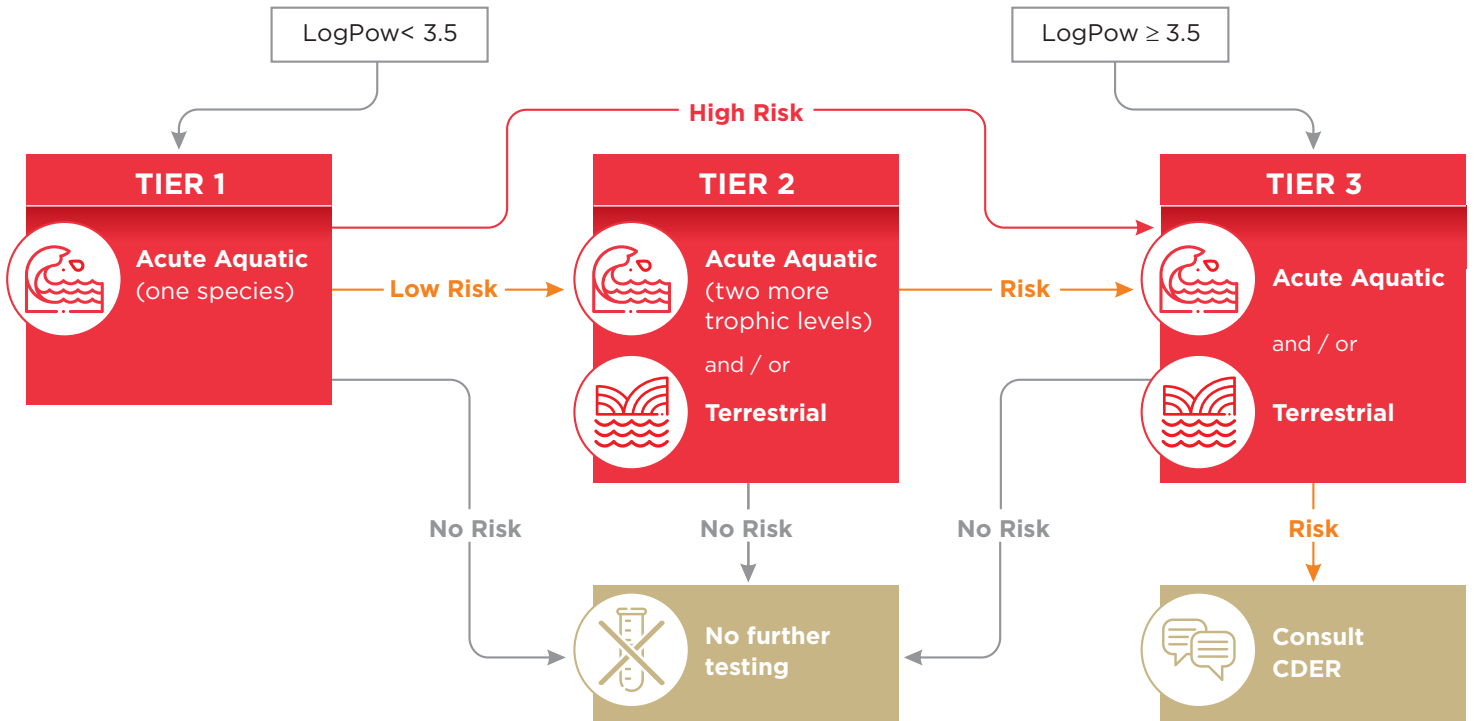 LogPow< 3.5
LogPow ≥ 3.5
High Risk
TIER 1
Acute Aquatic
(one species)
Low Risk
TIER 2
Acute Aquatic
(two more
trophic levels)
and / or
Terrestrial
Risk
TIER 3
Acute Aquatic
and / or
Terrestrial
No Risk
No Risk
No Risk
Risk
No further
testing
Consult
CDER